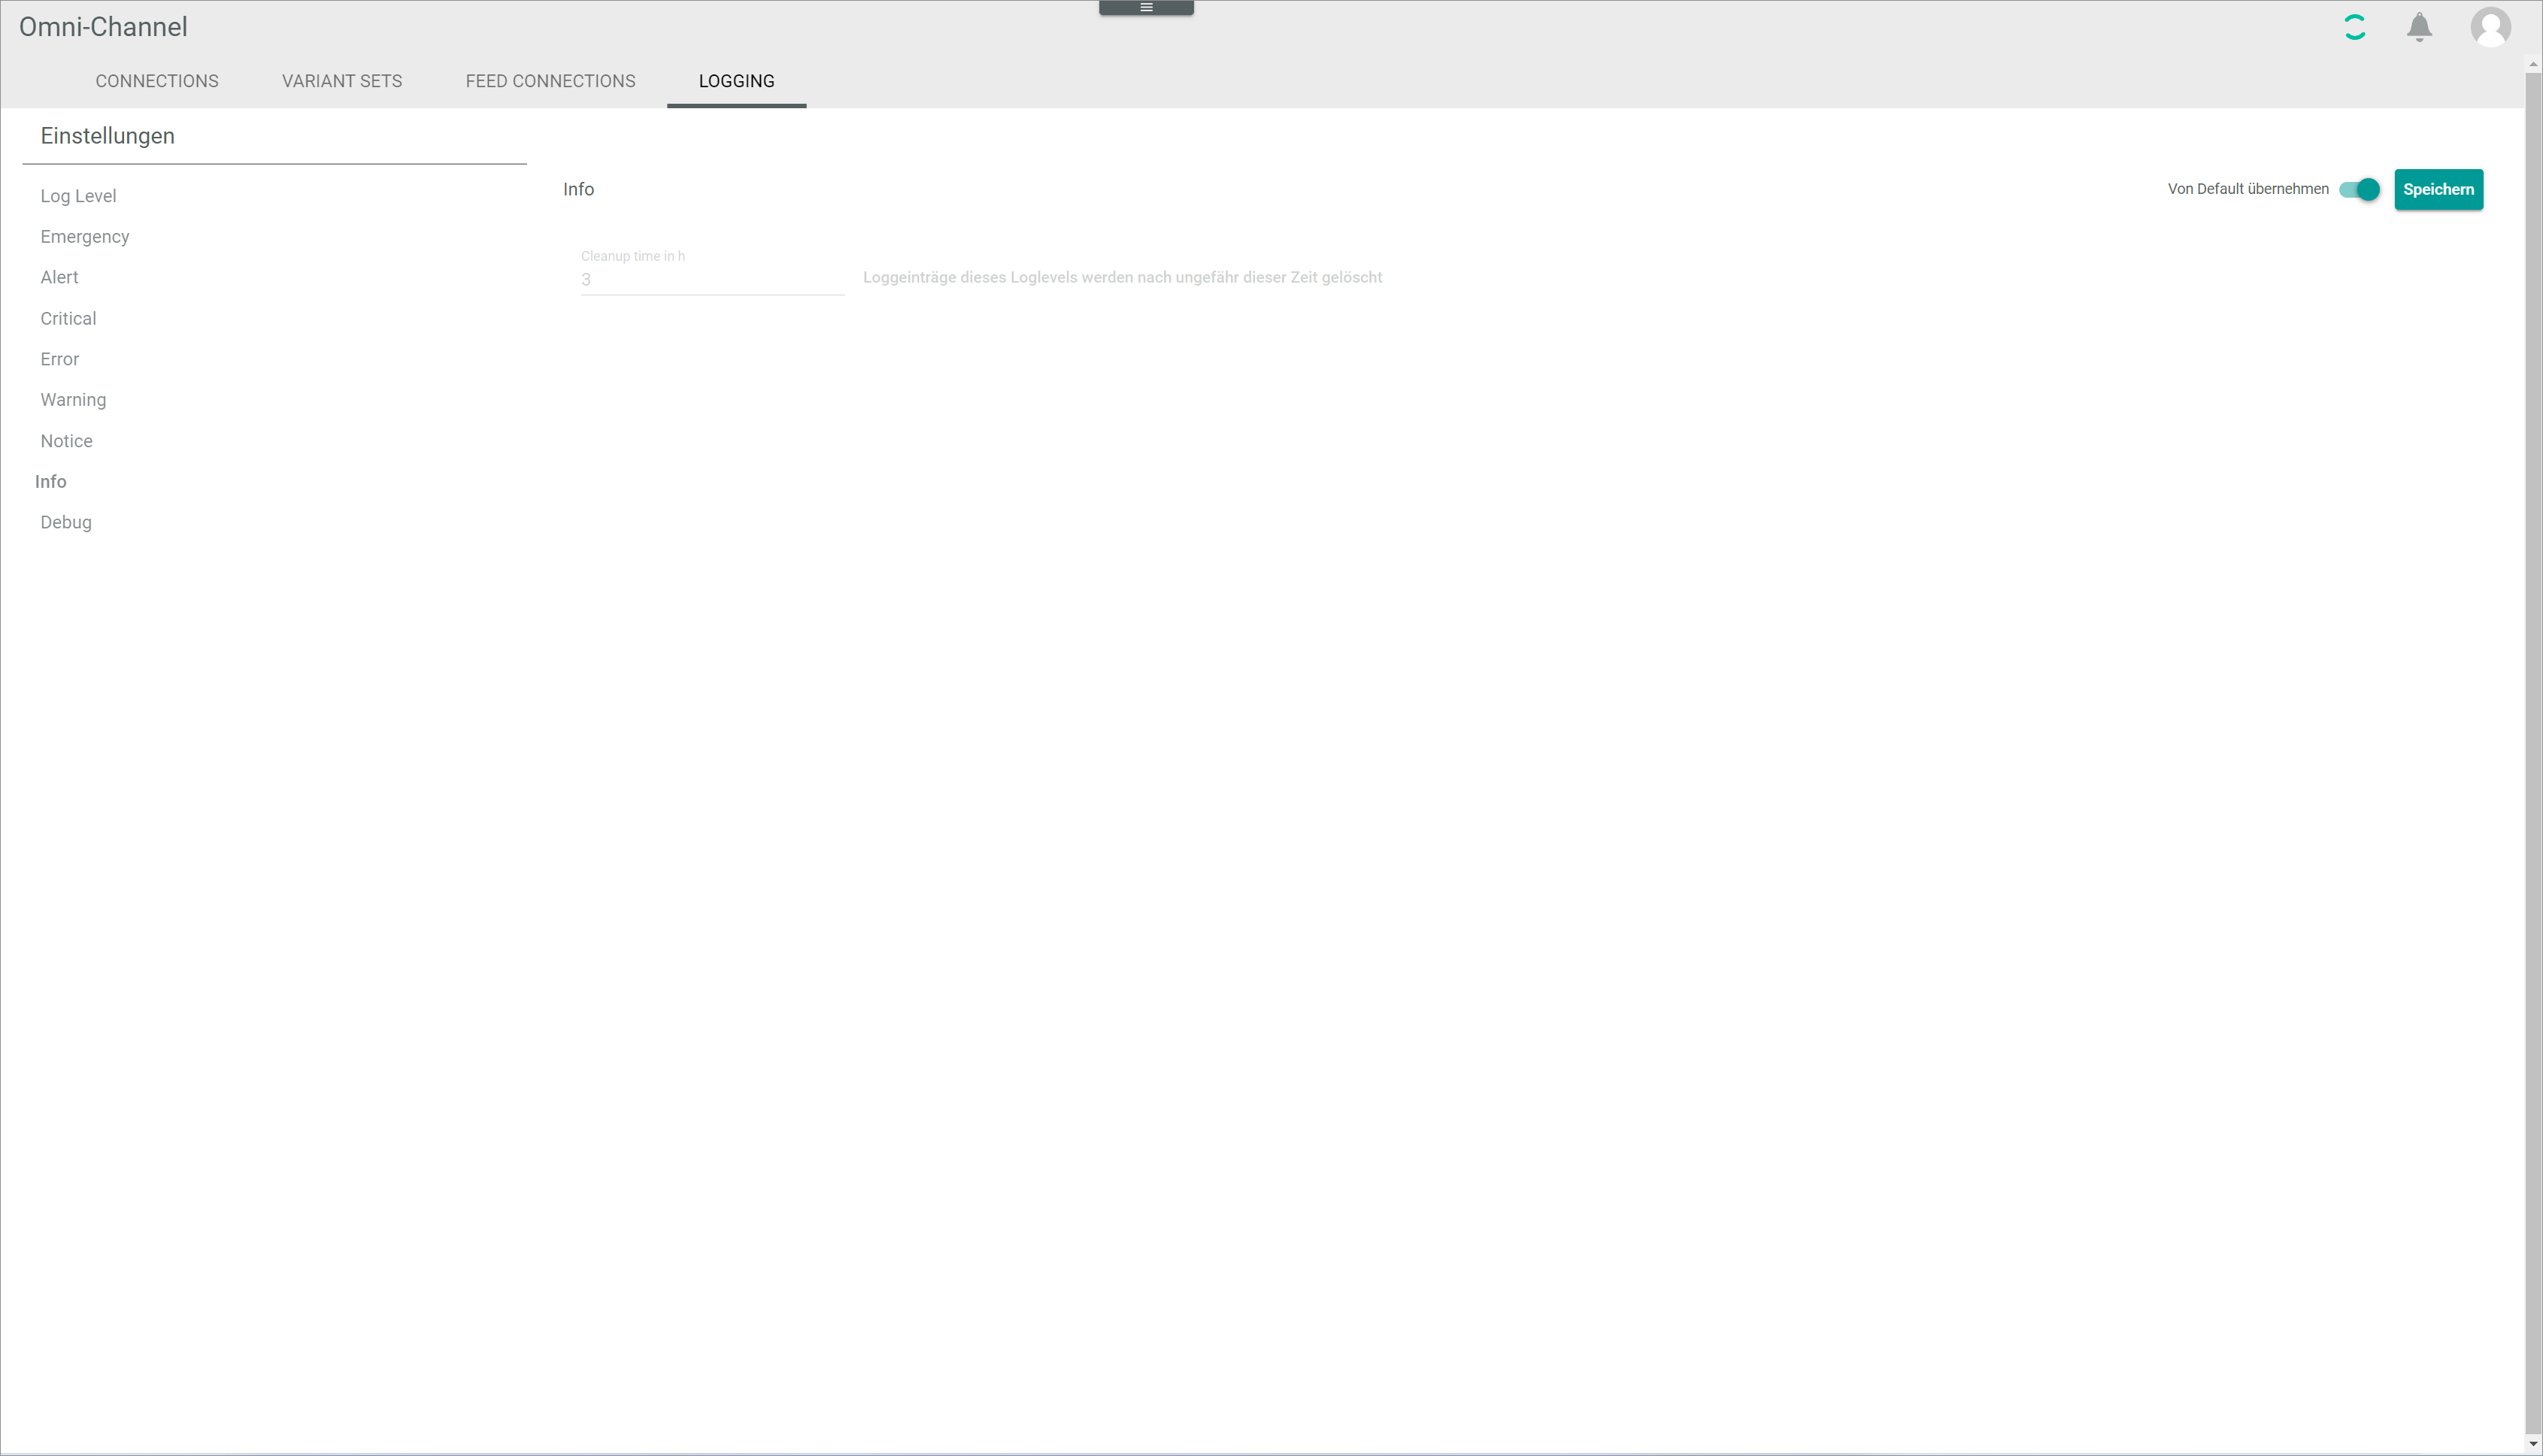 Omni-Channel
CONNECTIONS VARIANT SETS FEED CONNECTIONS LOGGING
Einstellungen
Log Level
Emergency
Alert
Critical
Error
Warning
Notice
Info
Debug
Info
Von Default übernehmen Speichern
Cleanup time in h
3
Loggeinträge dieses Loglevels werden nach ungefähr dieser Zeit gelöscht